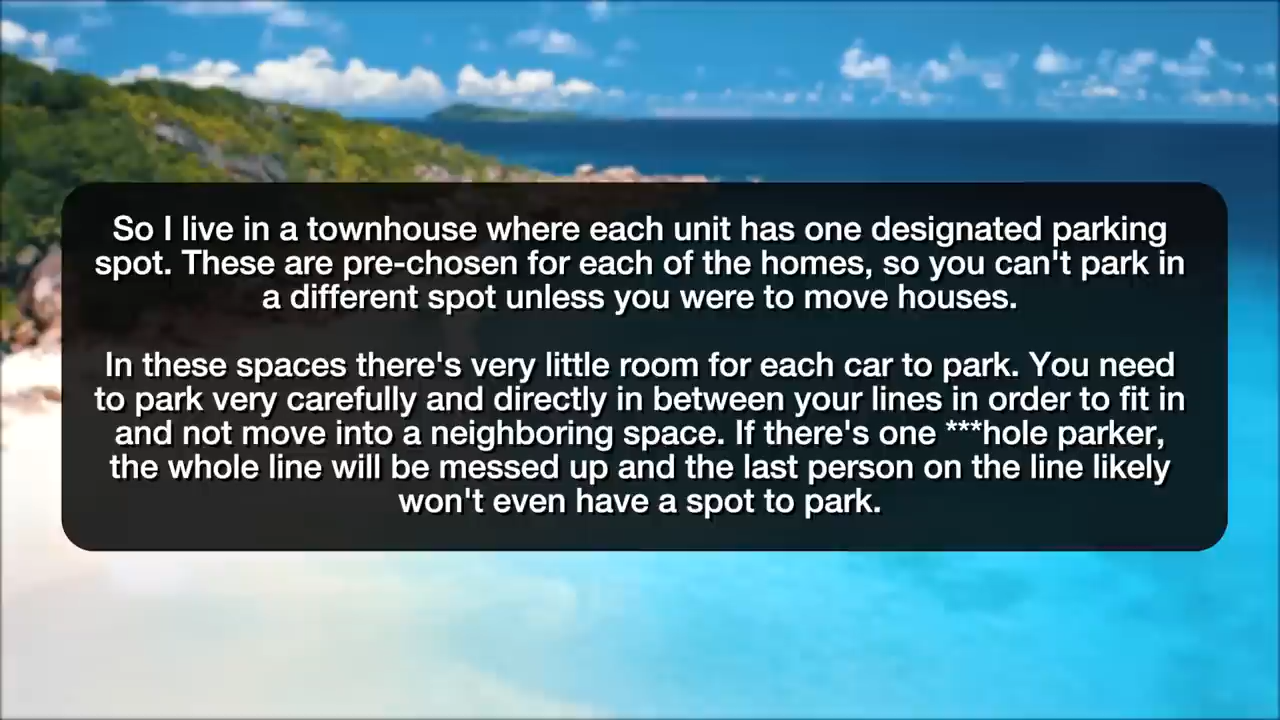 So I live in a townhouse where each unit has one designated parking
spot. These are pre-chosen for each of the homes, so you can't park in
a different spot unless you were to move houses.
In these spaces there's very little room for each car to park. You need
to park very carefully and directly in between your lines in order to fit in
and not move into a neighboring space. If there's one ***hole parker,
the whole line will be messed up and the last person on the line likely
won't even have a spot to park.